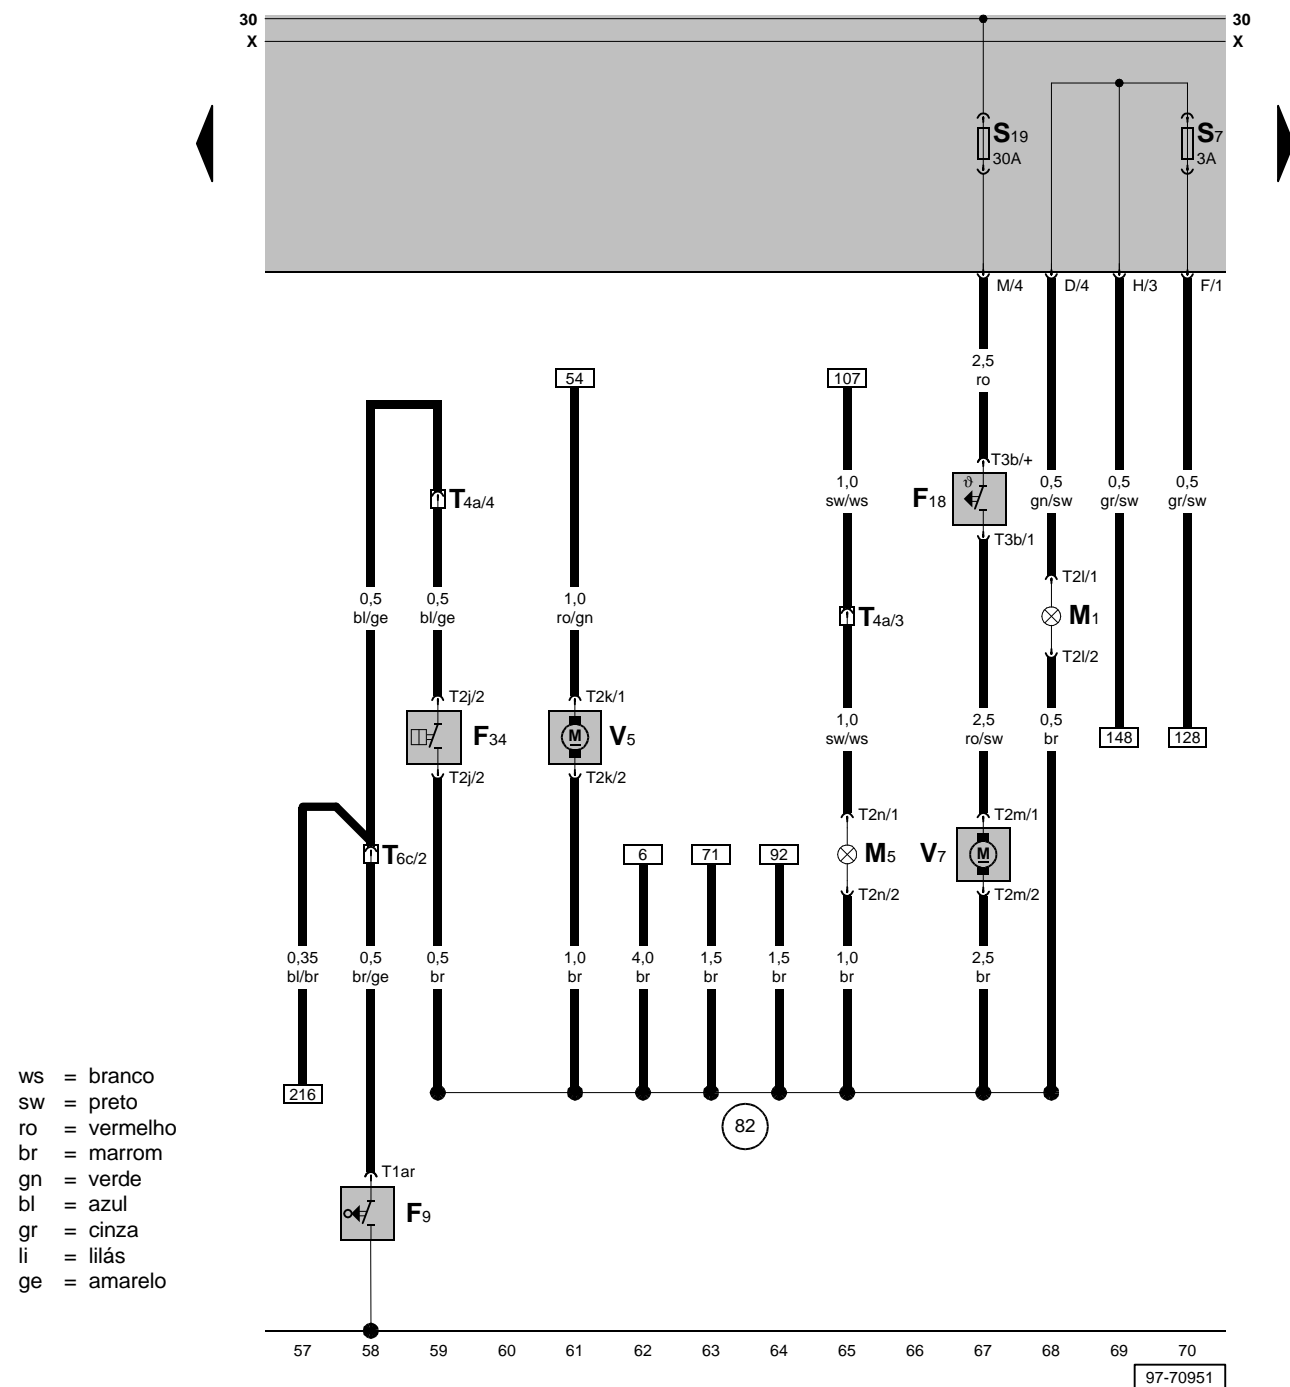 30 30
X X
S19 S7
30A 3A
M/4 D/4 H/3 F/1
2,5
ro
54 107
T3b/+
1,0 0,5 0,5 0,5
sw/ws gn/sw gr/sw gr/sw
T4a/4 F18
T3b/1
T2l/1
0,5 0,5 1,0
bl/ge bl/ge ro/gn
T4a/3 M1
T2l/2
T2j/2 T2k/1
1,0 2,5 0,5
sw/ws ro/sw br
F34 M V5 148 128
T2j/2 T2k/2
T2n/1 T2m/1
T6c/2 6 71 92 M5 V7 M
T2n/2 T2m/2
0,35 0,5 0,5 1,0 4,0 1,5 1,5 1,0 2,5
bl/br br/ge br br br br br br br
216
82
ws = branco
sw = preto
ro = vermelho
br = marrom
gn = verde
bl = azul
gr = cinza
li = lilás
ge = amarelo
T1ar
F9
57 58 59 60 61 62 63 64 65 66 67 68 69 70
97-70951